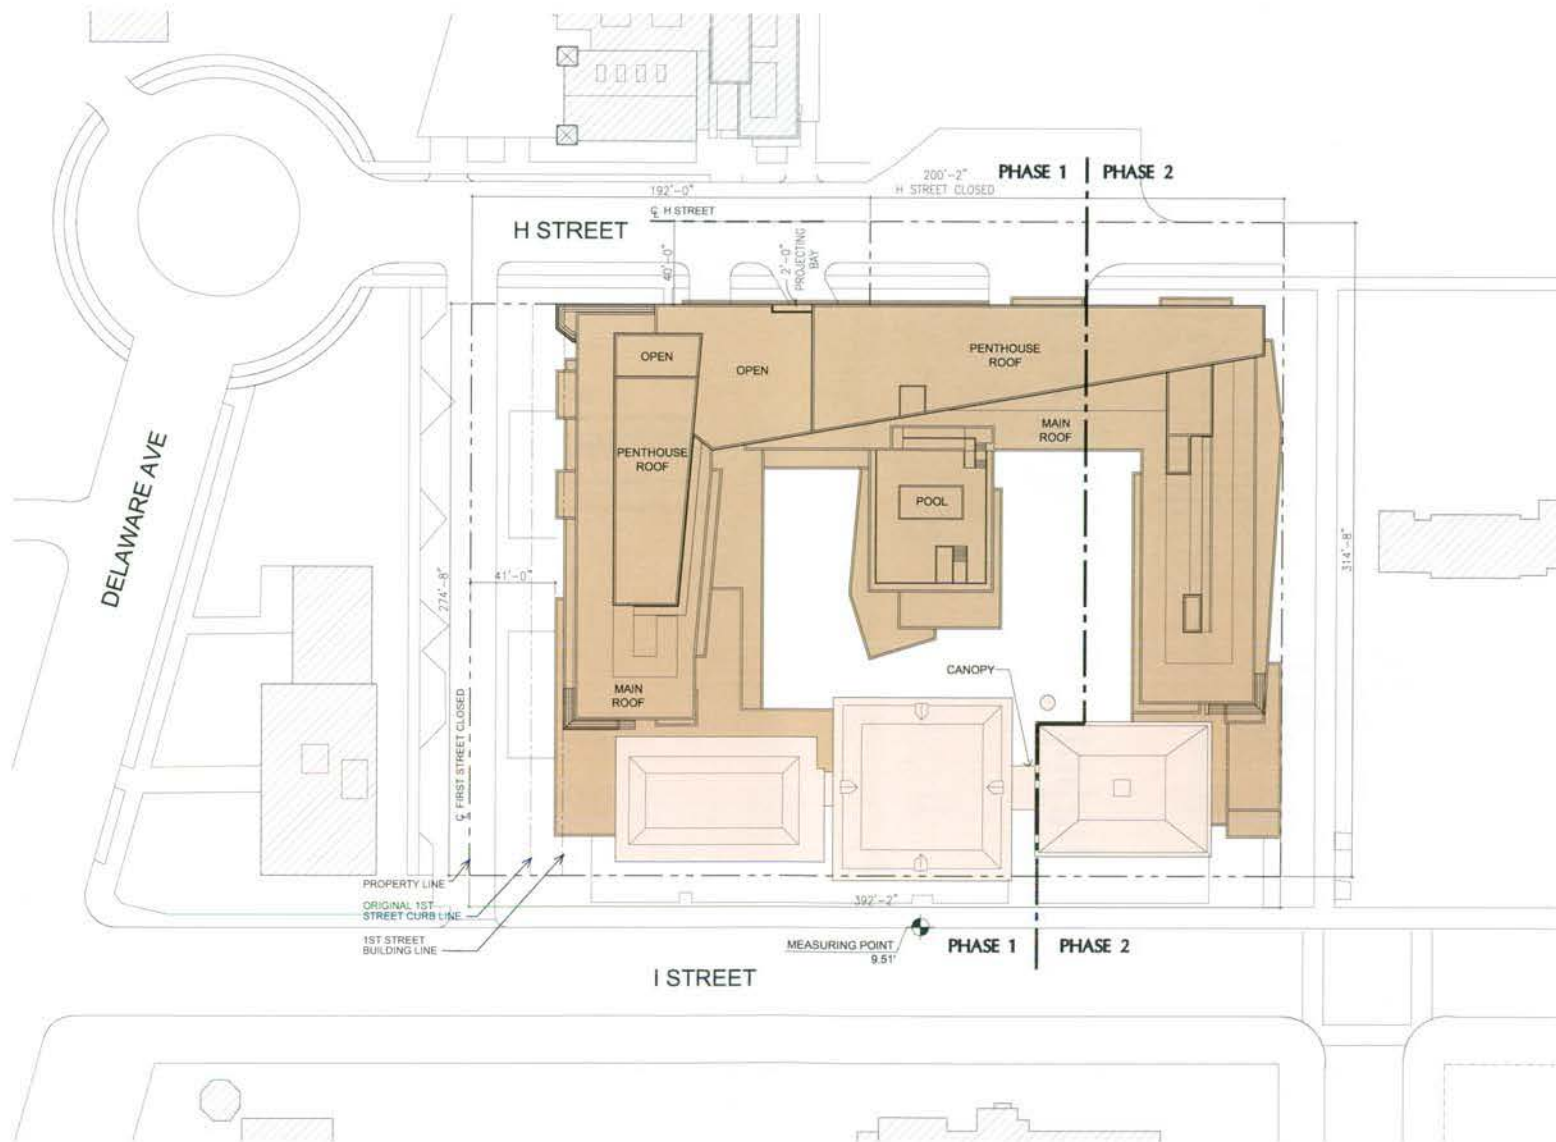 PHASE 1
PHASE 2
200'-2"
H STREET CLOSED
192'-0"
℄ H STREET
H STREET
40'-0"
2'-0"
PROJECTING
BAY
OPEN
OPEN
PENTHOUSE
ROOF
MAIN
ROOF
PENTHOUSE
ROOF
POOL
DELAWARE AVE
274'-8"
41'-0"
314'-8"
CANOPY
MAIN
ROOF
℄ FIRST STREET CLOSED
PROPERTY LINE
ORIGINAL 1ST
STREET CURB LINE
1ST STREET
BUILDING LINE
392'-2"
MEASURING POINT
9.51'
PHASE 1
PHASE 2
I STREET